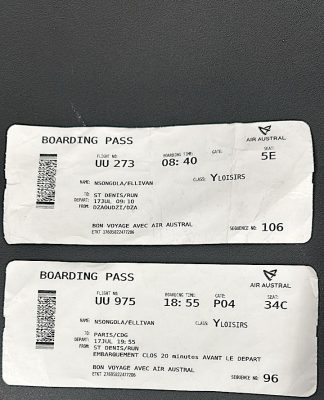 BOARDING PASS
AIR AUSTRAL
FLIGHT NO BOARDING TIME: GATE: SEAT:
UU 273 08: 40 5E
NAME: NSONGOLA/ELLIVAN CLASS: Y LOISIRS
TO: ST DENIS/RUN
DEPART: 17JUL 09:10
FROM: DZAOUDZI/DZA
BON VOYAGE AVEC AIR AUSTRAL
SEQUENCE NO: 106
BOARDING PASS
AIR AUSTRAL
FLIGHT NO BOARDING TIME GATE: SEAT:
UU 975 18: 55 P04 34C
NAME: NSONGOLA/ELLIVAN CLASS: Y LOISIRS
TO: PARIS/CDG
DEPART: 17JUL 19:55
FROM: ST DENIS/RUN
EMBARQUEMENT CLOS 20 minutos AVANT LE DEPART
BON VOYAGE AVEC AIR AUSTRAL
SEQUENCE NO: 96